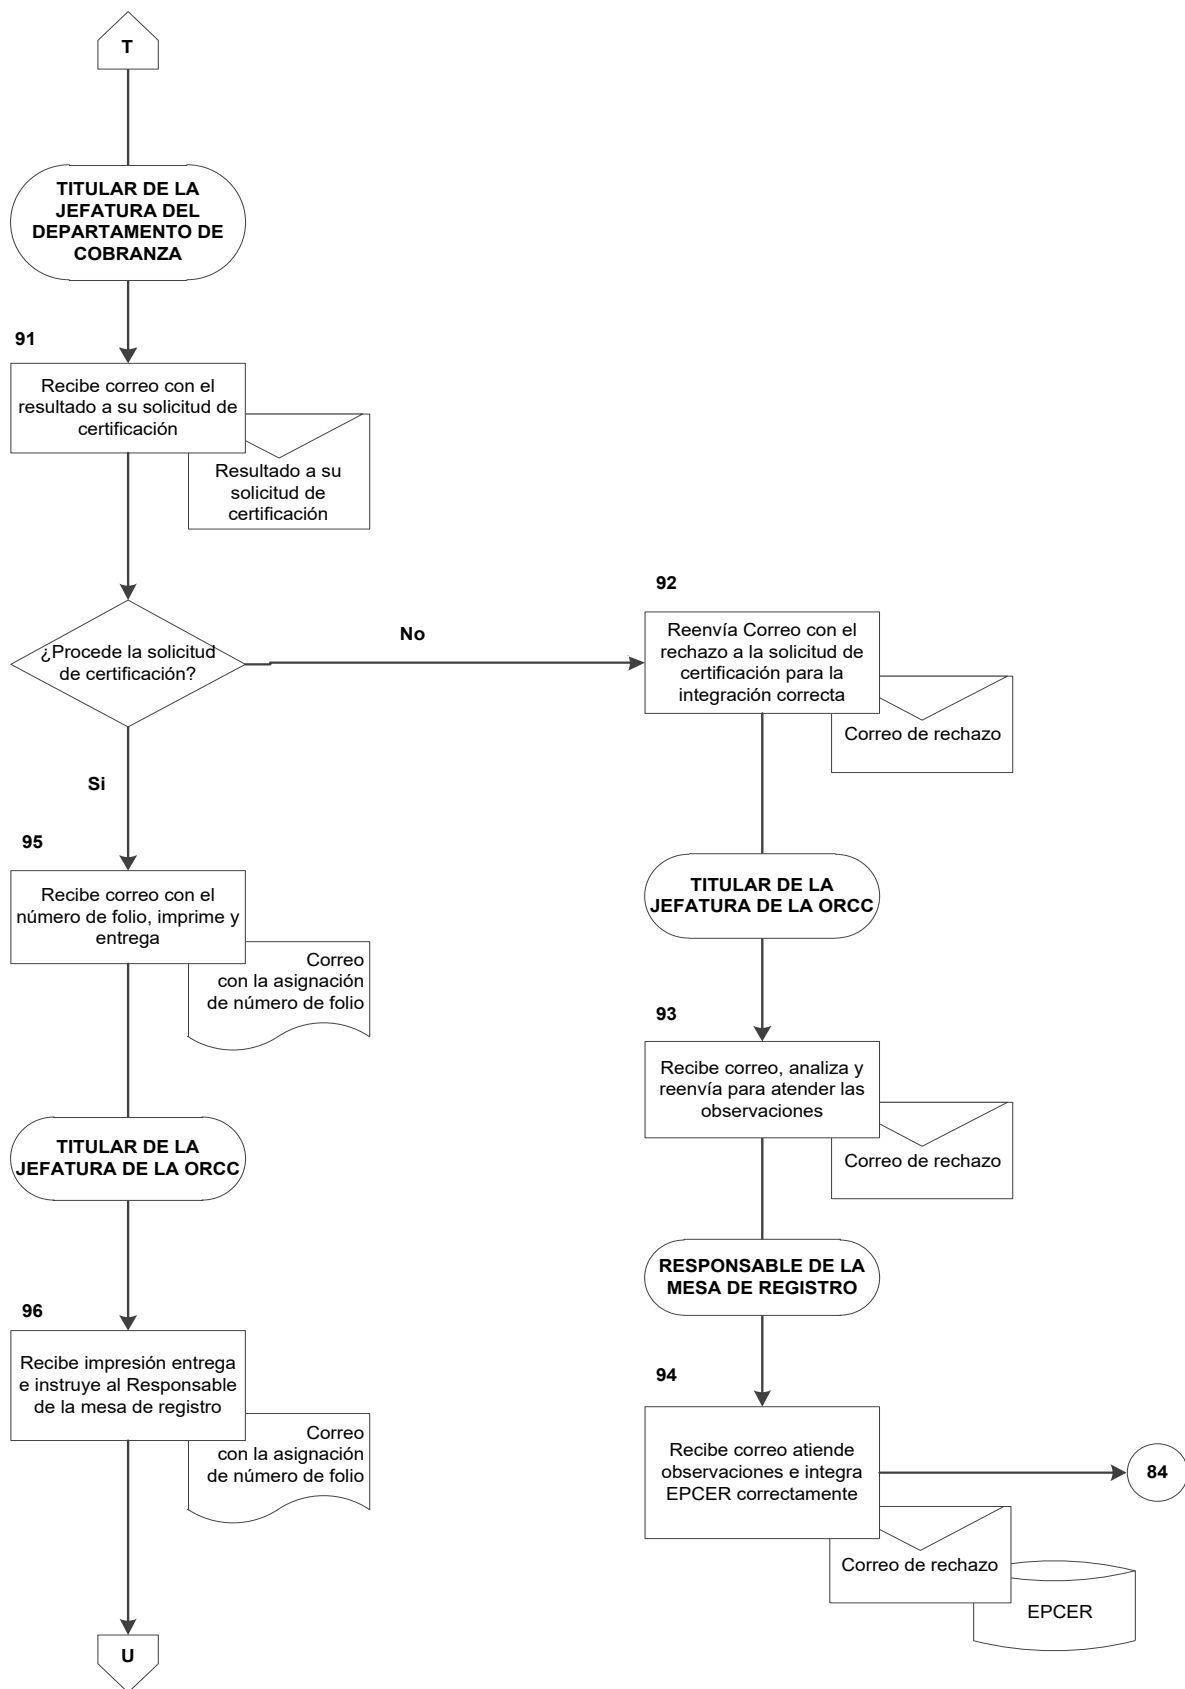 T
TITULAR DE LA
JEFATURA DEL
DEPARTAMENTO DE
COBRANZA
91
Recibe correo con el
resultado a su solicitud de
certificación
Resultado a su
solicitud de
certificación
¿Procede la solicitud
de certificación?
No
Si
92
Reenvía Correo con el
rechazo a la solicitud de
certificación para la
integración correcta
Correo de rechazo
TITULAR DE LA
JEFATURA DE LA ORCC
93
Recibe correo, analiza y
reenvía para atender las
observaciones
Correo de rechazo
RESPONSABLE DE LA
MESA DE REGISTRO
94
Recibe correo atiende
observaciones e integra
EPCER correctamente
84
Correo de rechazo
EPCER
95
Recibe correo con el
número de folio, imprime y
entrega
Correo
con la asignación
de número de folio
TITULAR DE LA
JEFATURA DE LA ORCC
96
Recibe impresión entrega
e instruye al Responsable
de la mesa de registro
Correo
con la asignación
de número de folio
U